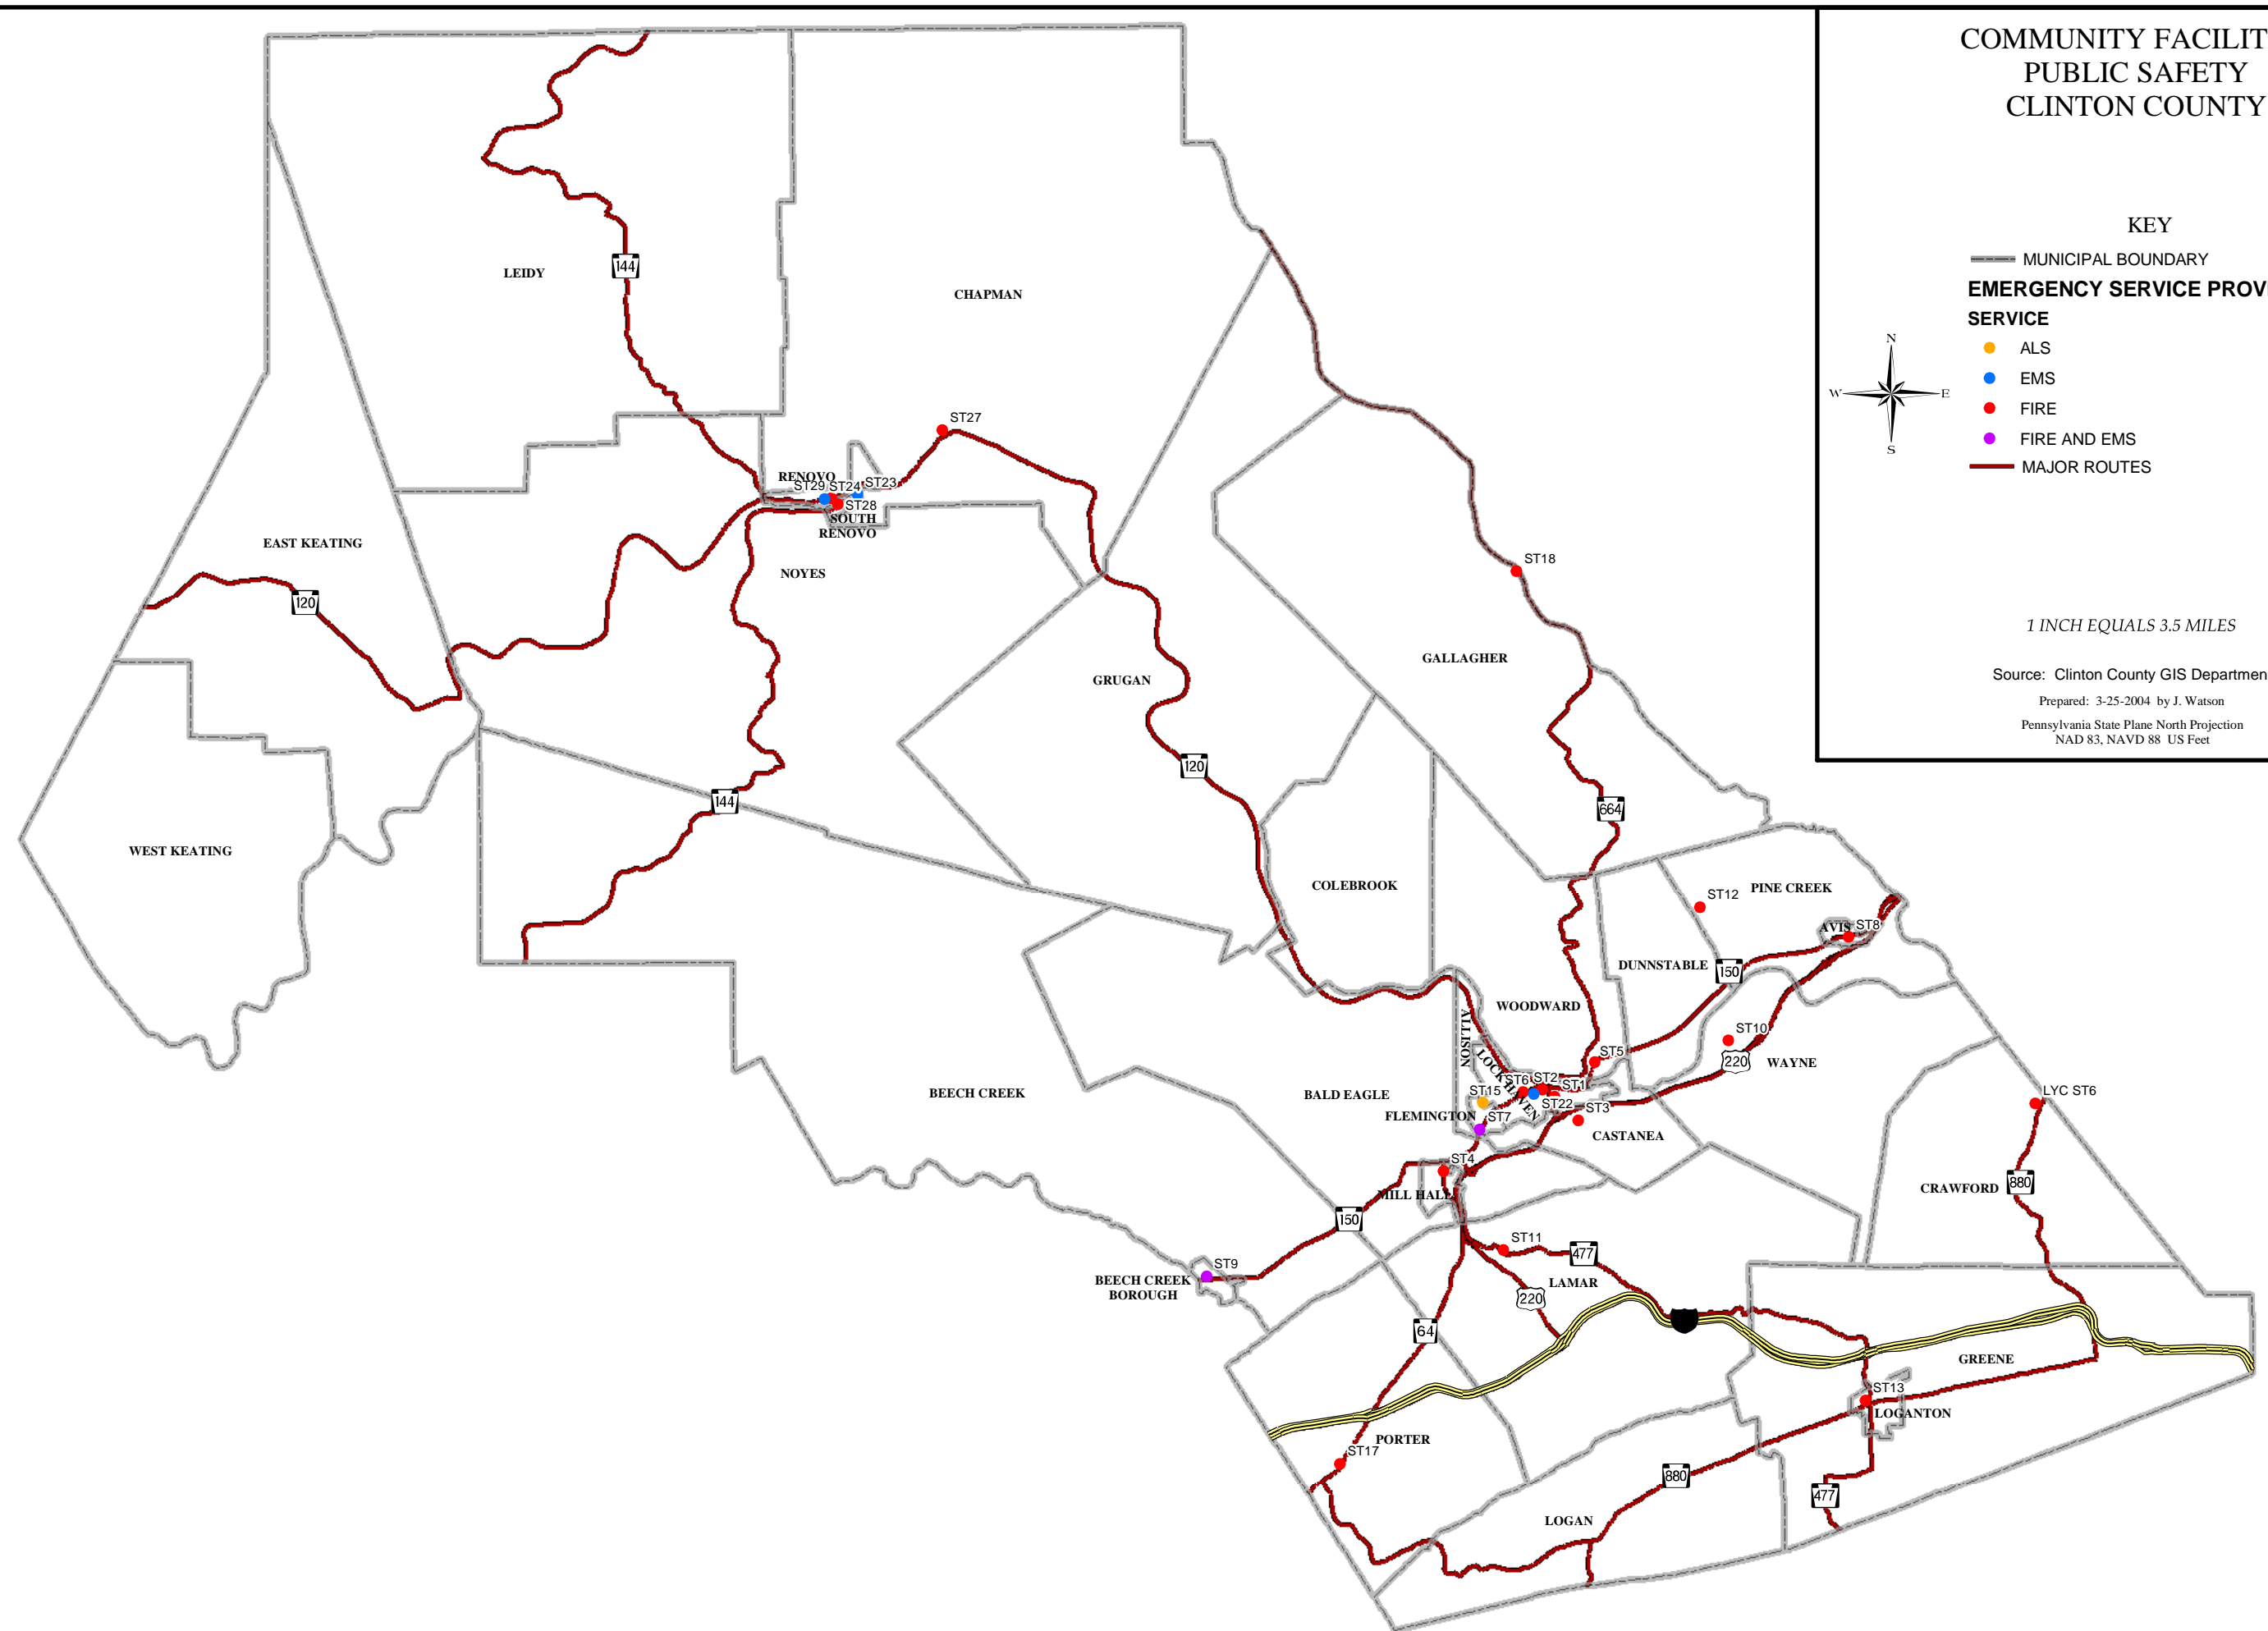 COMMUNITY FACILIT
PUBLIC SAFETY
CLINTON COUNTY
KEY
MUNICIPAL BOUNDARY
EMERGENCY SERVICE PROV
SERVICE
ALS
EMS
FIRE
FIRE AND EMS
MAJOR ROUTES
N
W
E
S
1 INCH EQUALS 3.5 MILES
Source: Clinton County GIS Departmen
Prepared: 3-25-2004 by J. Watson
Pennsylvania State Plane North Projection
NAD 83, NAVD 88 US Feet
LEIDY
144
CHAPMAN
ST27
RENOVO
ST29
ST24
ST23
ST28
SOUTH
RENOVO
EAST KEATING
NOYES
120
ST18
GALLAGHER
GRUGAN
120
144
664
WEST KEATING
COLEBROOK
PINE CREEK
ST12
AVIS
ST8
DUNNSTABLE
150
WOODWARD
ALLISON
ST10
220
WAYNE
ST5
LOCK HAVEN
ST6
ST2
ST1
ST15
ST22
ST3
FLEMINGTON
ST7
CASTANEA
BEECH CREEK
BALD EAGLE
LYC ST6
ST4
MILL HALL
CRAWFORD
880
150
ST11
477
LAMAR
ST9
BEECH CREEK
BOROUGH
220
64
GREENE
ST13
LOGANTON
PORTER
ST17
880
477
LOGAN